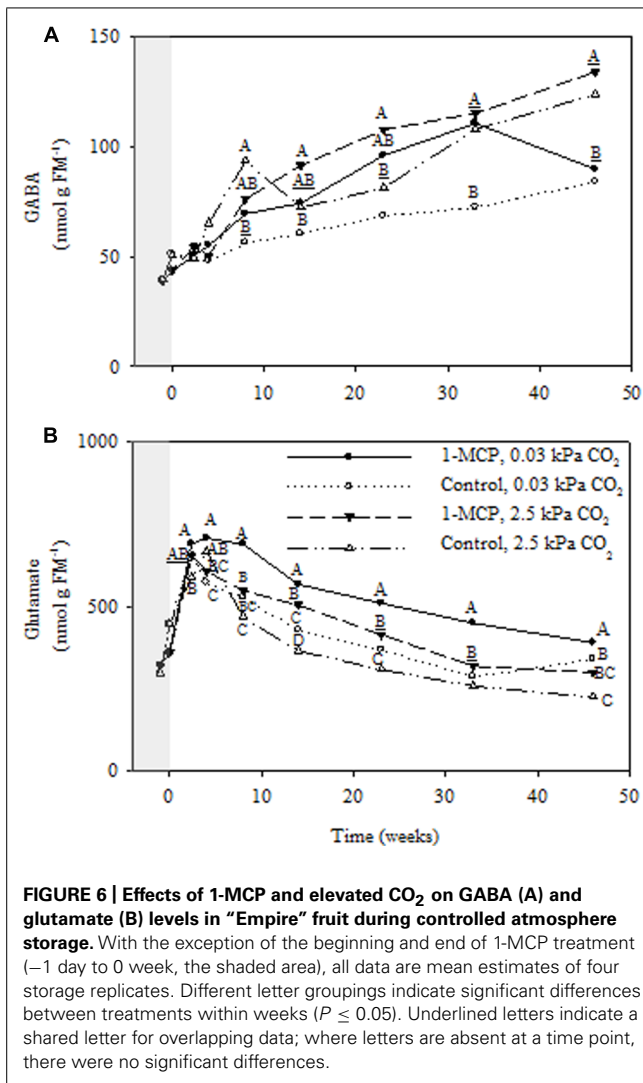 A
150
A
A
A
A
A
AB
100
AB
AB
B
B
B
B
B
50
0
GABA
(nmol g FM⁻¹)
0 10 20 30 40 50
B
1000
1-MCP, 0.03 kPa CO₂
Control, 0.03 kPa CO₂
1-MCP, 2.5 kPa CO₂
Control, 2.5 kPa CO₂
A
A
A
AB
AB
BC
A
B
B
C
BC
C
B
C
D
A
B
C
A
B
A
B
BC
C
500
0
Glutamate
(nmol g FM⁻¹)
0 10 20 30 40 50
Time (weeks)
FIGURE 6 | Effects of 1-MCP and elevated CO₂ on GABA (A) and
glutamate (B) levels in “Empire” fruit during controlled atmosphere
storage. With the exception of the beginning and end of 1-MCP treatment
(−1 day to 0 week, the shaded area), all data are mean estimates of four
storage replicates. Different letter groupings indicate significant differences
between treatments within weeks (P ≤ 0.05). Underlined letters indicate a
shared letter for overlapping data; where letters are absent at a time point,
there were no significant differences.